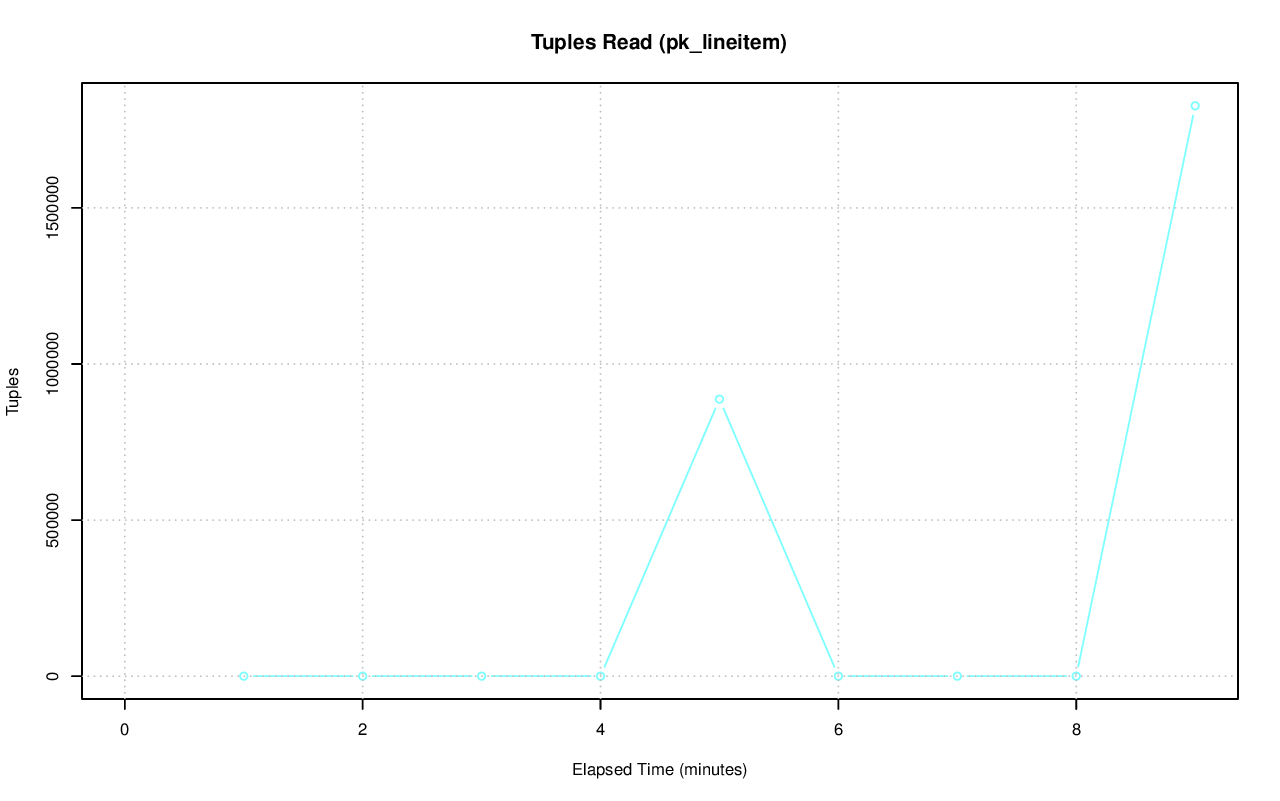 Tuples Read (pk_lineitem)
Tuples
1500000
1000000
500000
0
0 2 4 6 8
Elapsed Time (minutes)